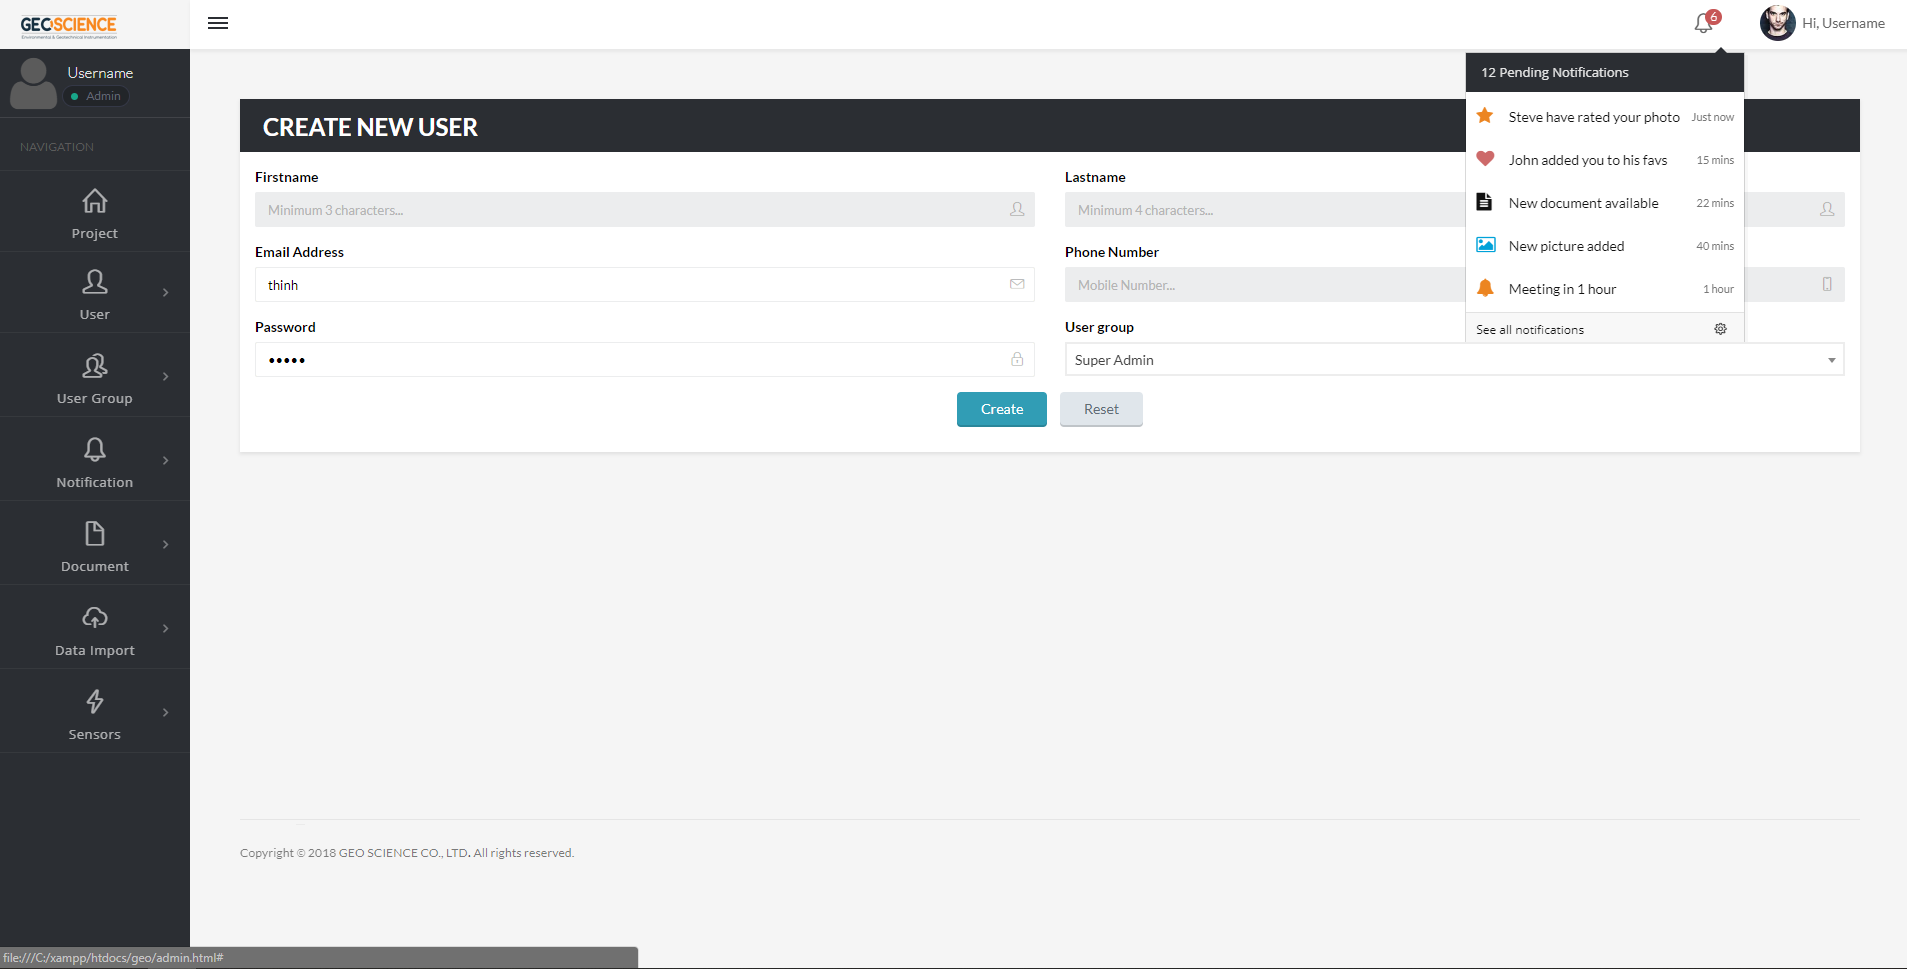 GEOSCIENCE
Environmental & Geotechnical Instrumentation
6
Hi, Username
Username
Admin
NAVIGATION
Project
User
User Group
Notification
Document
Data Import
Sensors
12 Pending Notifications
Steve have rated your photo Just now
John added you to his favs 15 mins
New document available 22 mins
New picture added 40 mins
Meeting in 1 hour 1 hour
See all notifications
CREATE NEW USER
Firstname
Minimum 3 characters...
Lastname
Minimum 4 characters...
Email Address
thinh
Phone Number
Mobile Number...
Password
•••••
User group
Super Admin
Create
Reset
Copyright © 2018 GEO SCIENCE CO., LTD. All rights reserved.
file:///C:/xampp/htdocs/geo/admin.html#